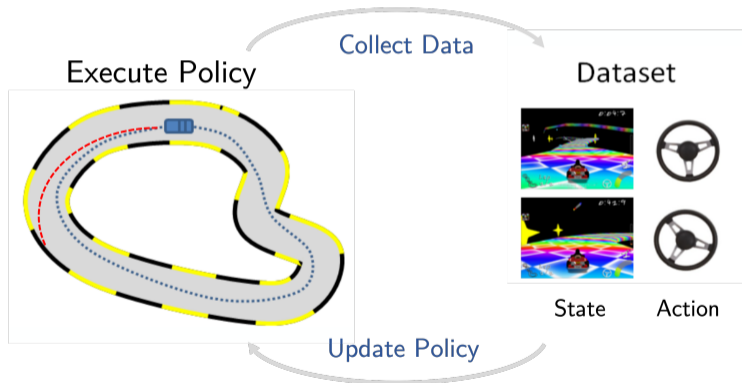 Collect Data
Execute Policy
Dataset
State
Action
Update Policy